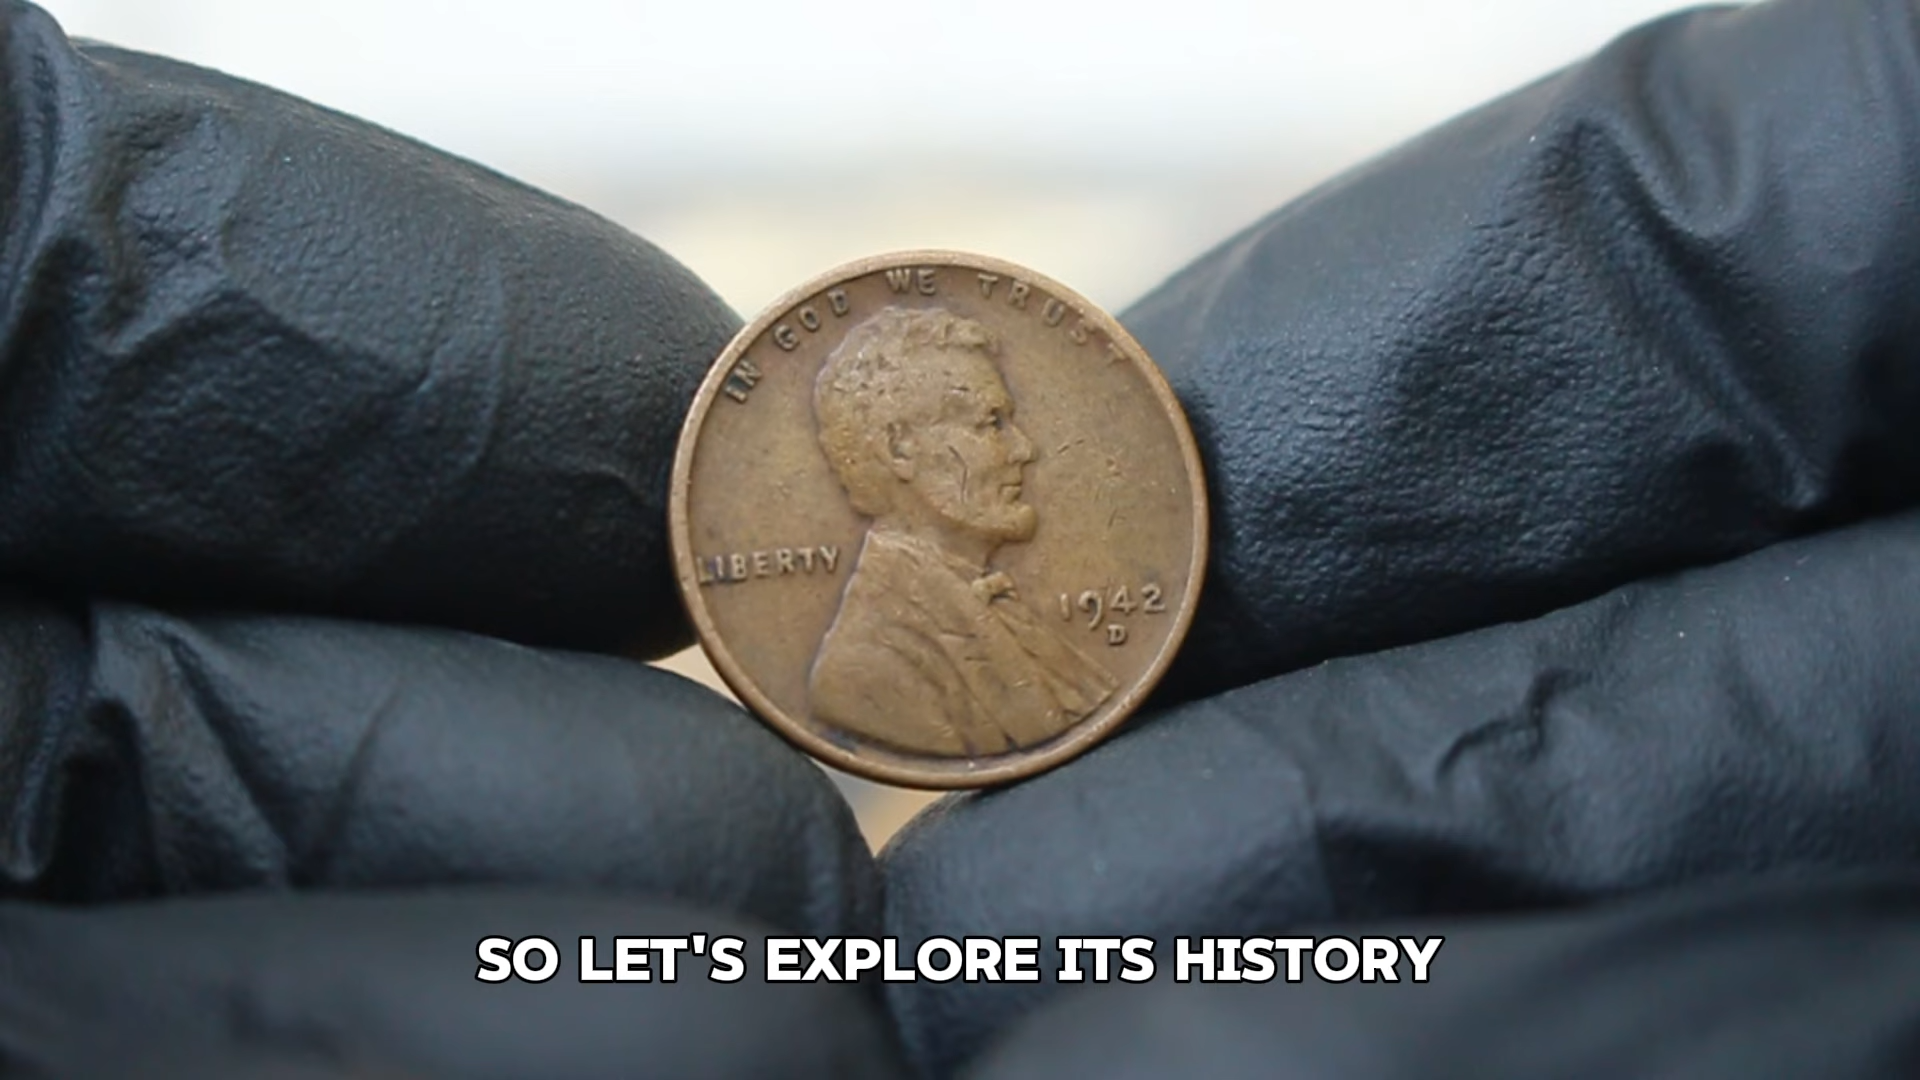 IN GOD WE TRUST
LIBERTY
1942
D
SO LET'S EXPLORE ITS HISTORY